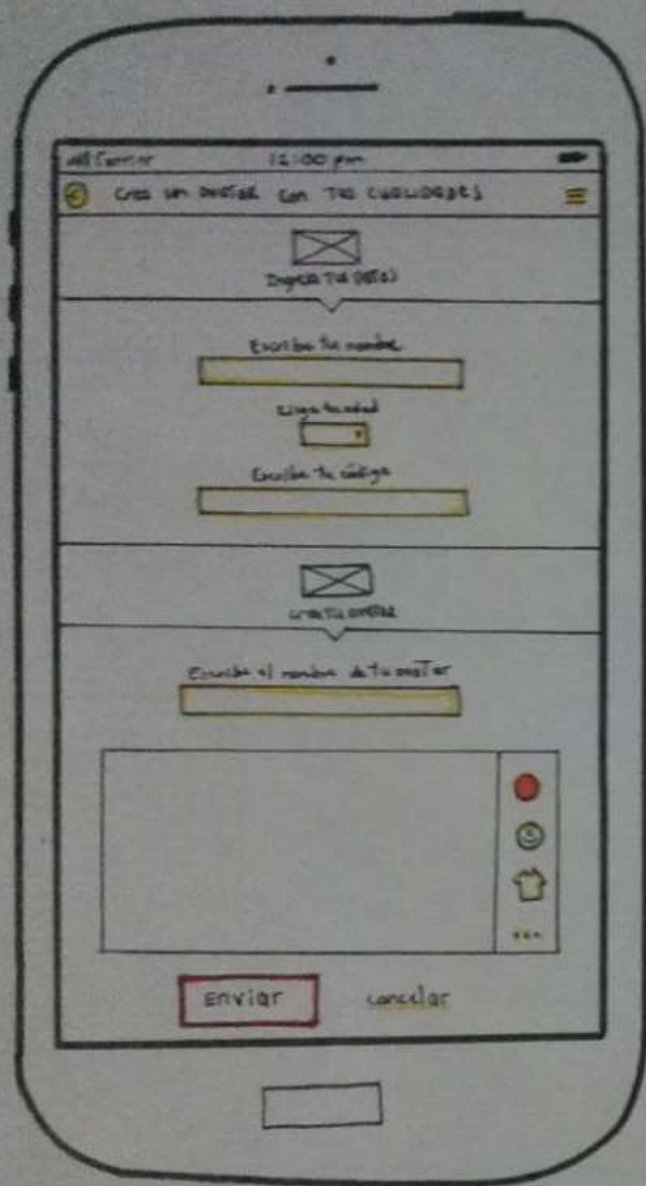 Carrier 12:00 pm
Crea un avatar con tus cualidades
Ingresa tus datos
Escribe tu nombre
Elige tu edad
Escribe tu código
crea tu avatar
Escribe el nombre de tu avatar
Enviar cancelar